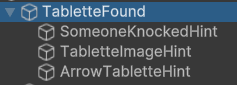 TabletteFound
SomeoneKnockedHint
TabletteImageHint
ArrowTabletteHint